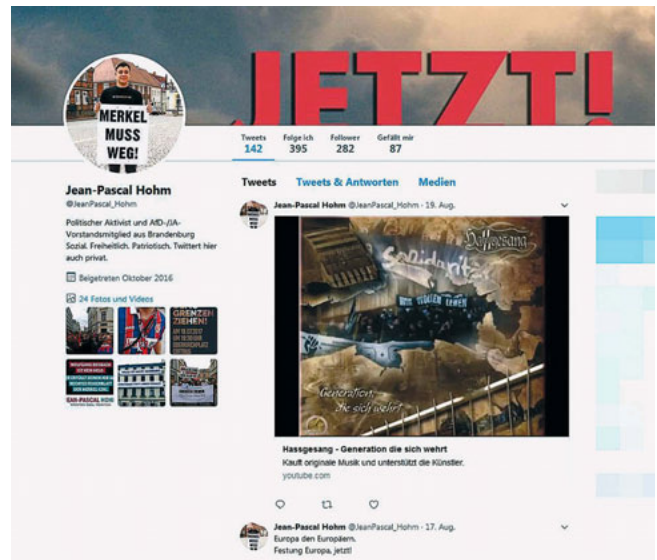 JETZT!
MERKEL
MUSS
WEG!
Tweets Folge ich Follower Gefällt mir
142 395 282 87
Jean-Pascal Hohm
@JeanPascal_Hohm
Politischer Aktivist und AfD-/JA-
Vorstandsmitglied aus Brandenburg
Sozial. Freiheitlich. Patriotisch. Twittert hier
auch privat.
Beigetreten Oktober 2016
24 Fotos und Videos
GRENZEN
ZIEHEN!
Tweets Tweets & Antworten Medien
Jean-Pascal Hohm @JeanPascal_Hohm · 19. Aug.
Hassgesang
Solidarität
WIR WOLLEN LEBEN
Generation,
die sich wehrt
Hassgesang - Generation die sich wehrt
Kauft originale Musik und unterstützt die Künstler.
youtube.com
Jean-Pascal Hohm @JeanPascal_Hohm · 17. Aug.
Europa den Europäern.
Festung Europa, jetzt!